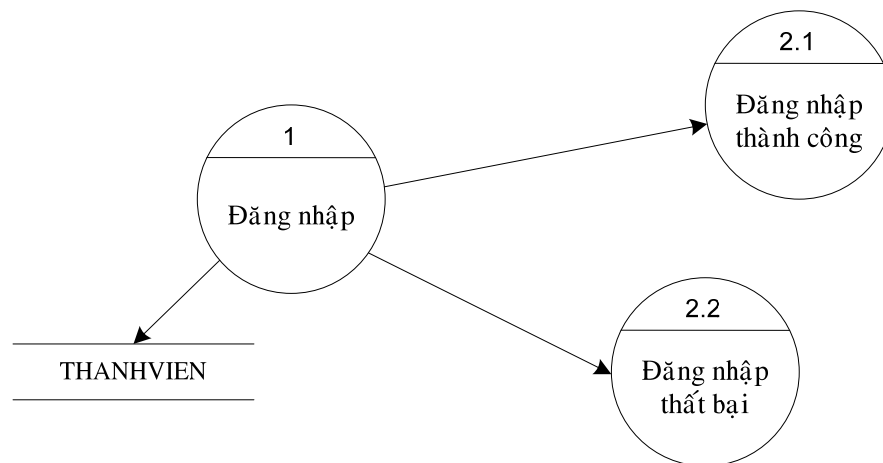 2.1
Đăng nhập
thành công
1
Đăng nhập
2.2
Đăng nhập
thất bại
THANHVIEN